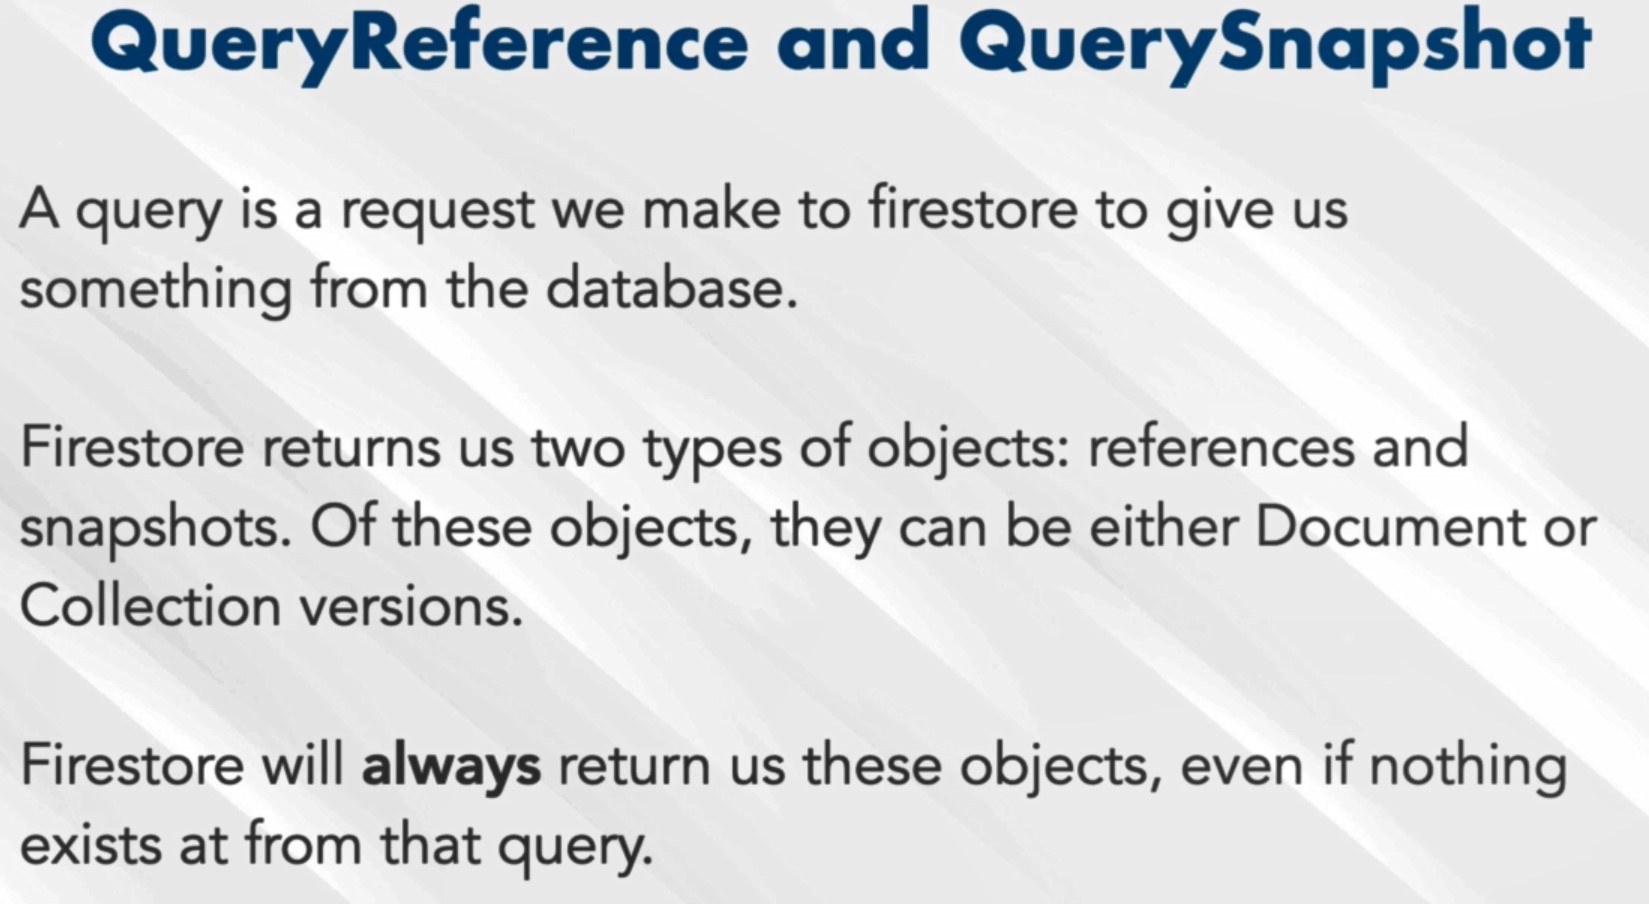 QueryReference and QuerySnapshot
A query is a request we make to firestore to give us
something from the database.
Firestore returns us two types of objects: references and
snapshots. Of these objects, they can be either Document or
Collection versions.
Firestore will always return us these objects, even if nothing
exists at from that query.